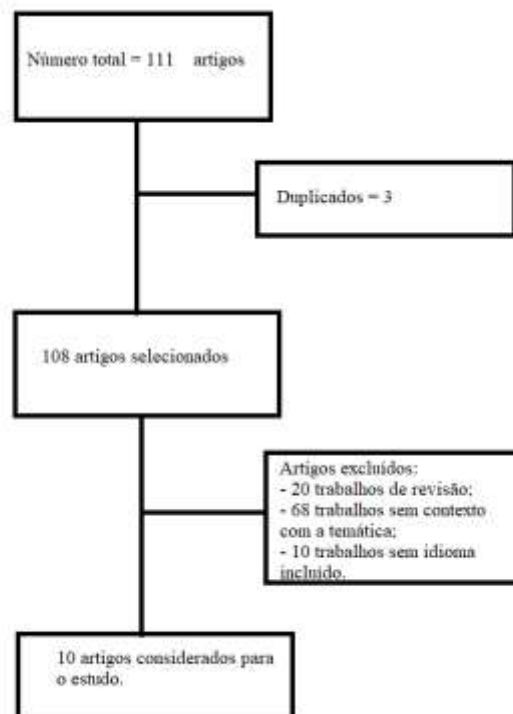 Número total = 111 artigos
Duplicados = 3
108 artigos selecionados
Artigos excluídos:
- 20 trabalhos de revisão;
- 68 trabalhos sem contexto
com a temática;
- 10 trabalhos sem idioma
incluído.
10 artigos considerados para
o estudo.